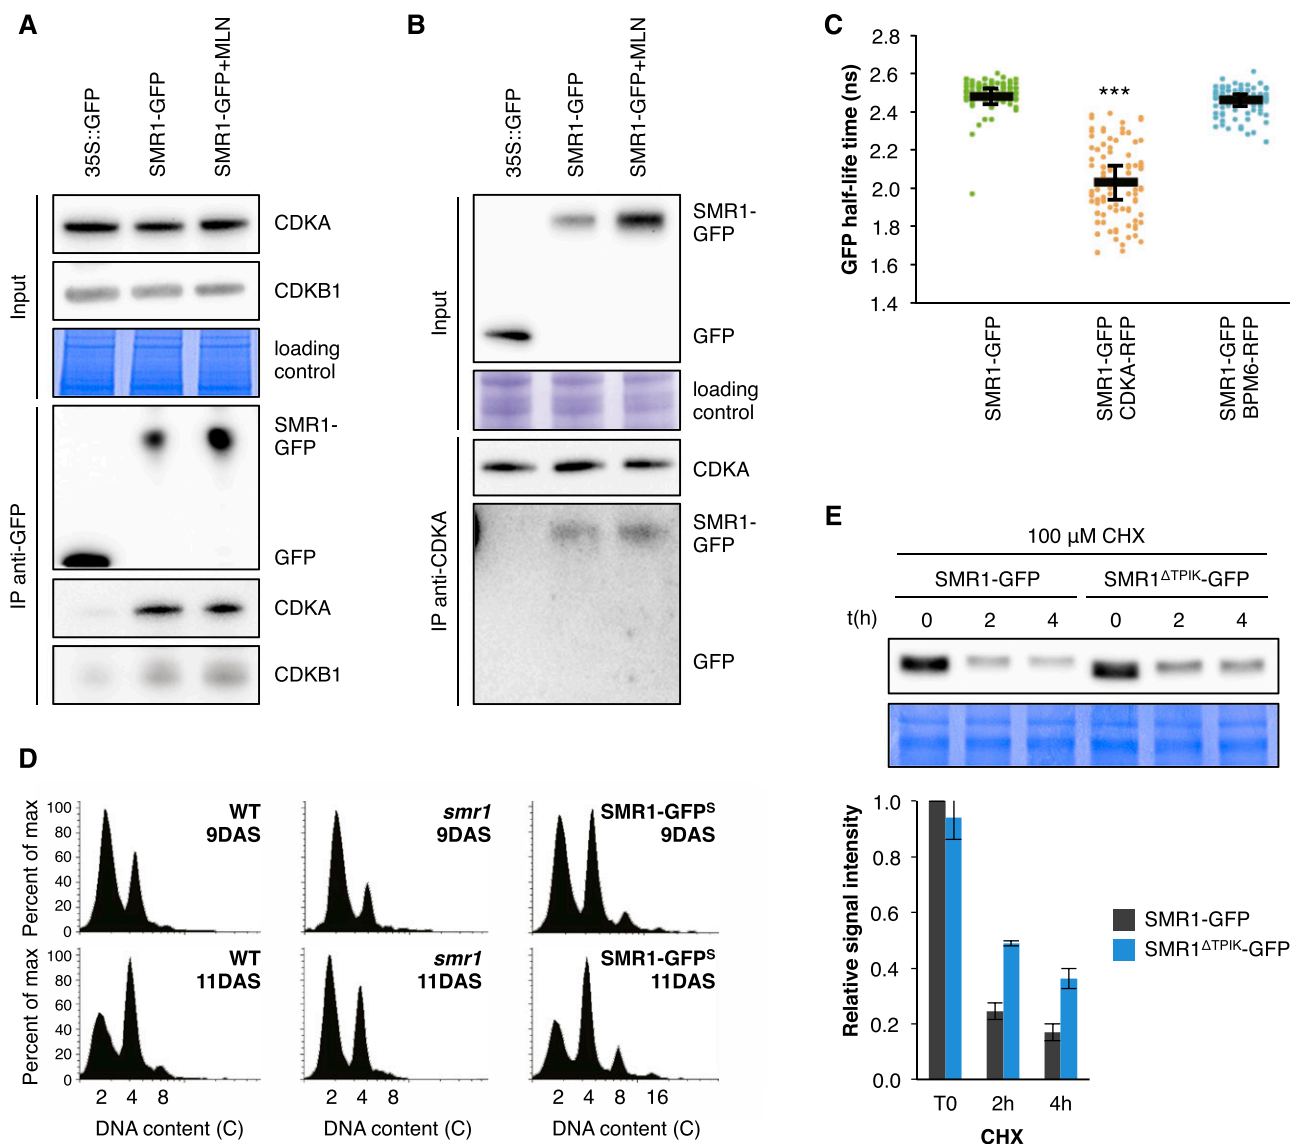 A
35S::GFP
SMR1-GFP
SMR1-GFP+MLN
Input
CDKA
CDKB1
loading
control
IP anti-GFP
SMR1-
GFP
GFP
CDKA
CDKB1
B
35S::GFP
SMR1-GFP
SMR1-GFP+MLN
Input
SMR1-
GFP
GFP
loading
control
IP anti-CDKA
CDKA
SMR1-
GFP
GFP
C
GFP half-life time (ns)
2.8
2.6
2.4
2.2
2.0
1.8
1.6
1.4
***
SMR1-GFP
SMR1-GFP
CDKA-RFP
SMR1-GFP
BPM6-RFP
D
Percent of max
100
80
60
40
20
0
WT
9DAS
smr1
9DAS
SMR1-GFPS
9DAS
Percent of max
100
80
60
40
20
0
WT
11DAS
smr1
11DAS
SMR1-GFPS
11DAS
2 4 8
2 4 8
2 4 8 16
DNA content (C)
DNA content (C)
DNA content (C)
E
100 µM CHX
SMR1-GFP SMR1ΔTPIK-GFP
t(h) 0 2 4 0 2 4
Relative signal intensity
1.0
0.8
0.6
0.4
0.2
0.0
T0 2h 4h
CHX
SMR1-GFP
SMR1ΔTPIK-GFP